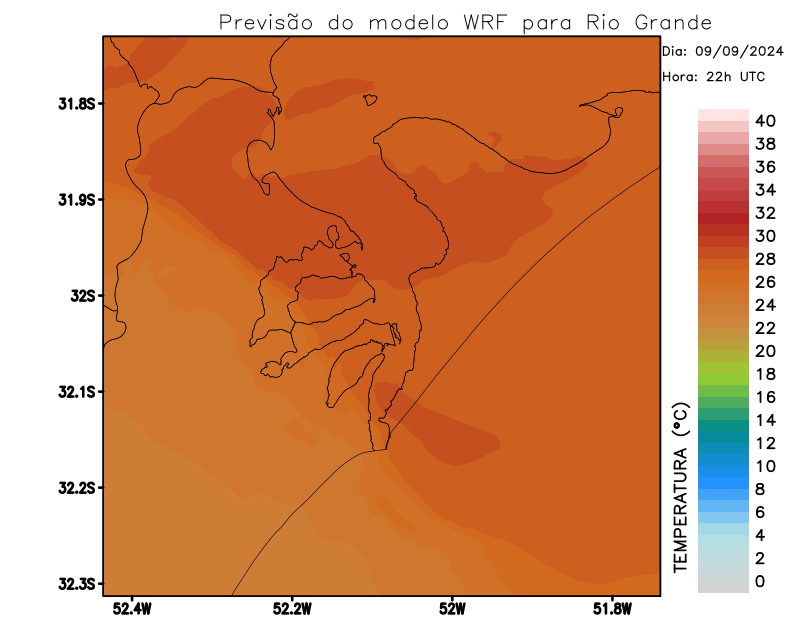 Previsão do modelo WRF para Rio Grande
Dia: 09/09/2024
Hora: 22h UTC
31.8S
31.9S
32S
32.1S
32.2S
32.3S
52.4W
52.2W
52W
51.8W
TEMPERATURA (°C)
40
38
36
34
32
30
28
26
24
22
20
18
16
14
12
10
8
6
4
2
0